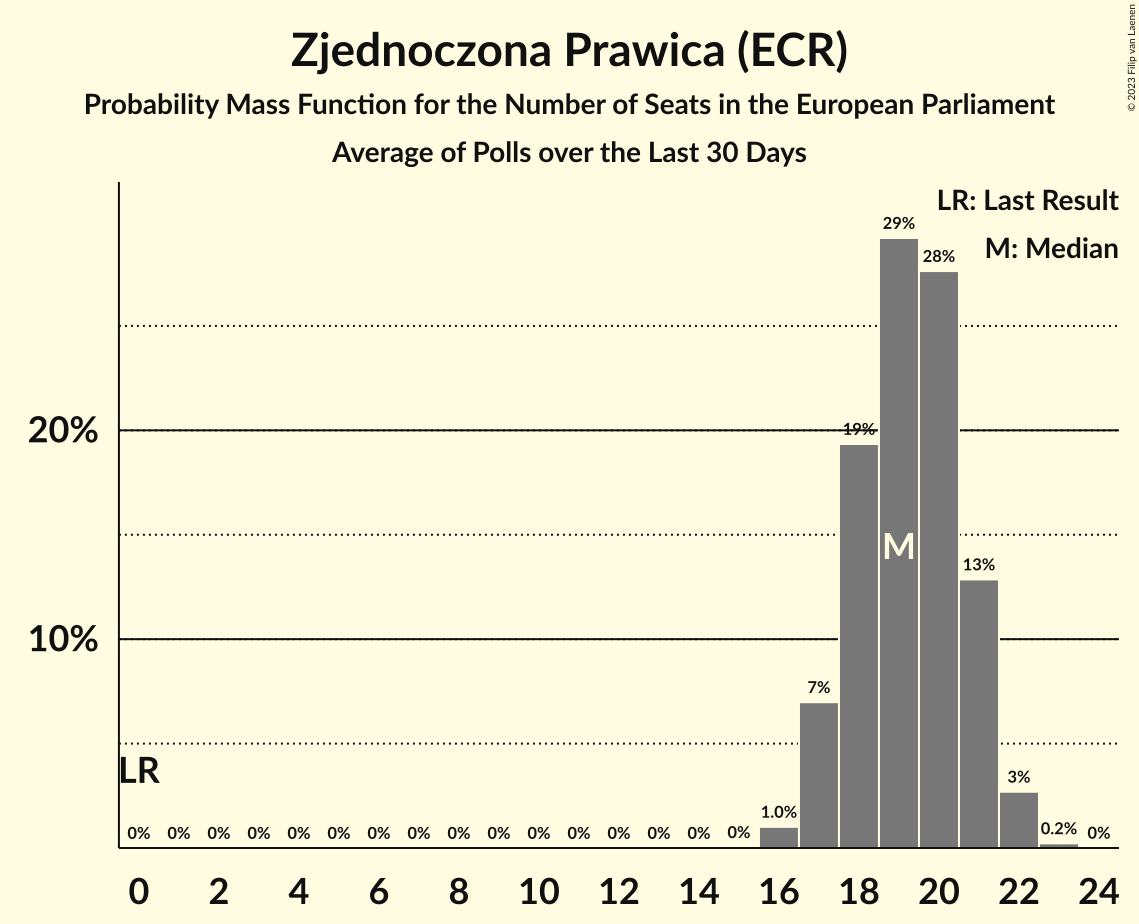 Zjednoczona Prawica (ECR)
Probability Mass Function for the Number of Seats in the European Parliament
Average of Polls over the Last 30 Days
© 2023 Filip van Laenen
LR: Last Result
M: Median
29%
28%
20%
19%
M
13%
10%
7%
LR
3%
1.0%
0.2%
0% 0% 0% 0% 0% 0% 0% 0% 0% 0% 0% 0% 0% 0% 0% 0% 0%
0 2 4 6 8 10 12 14 16 18 20 22 24